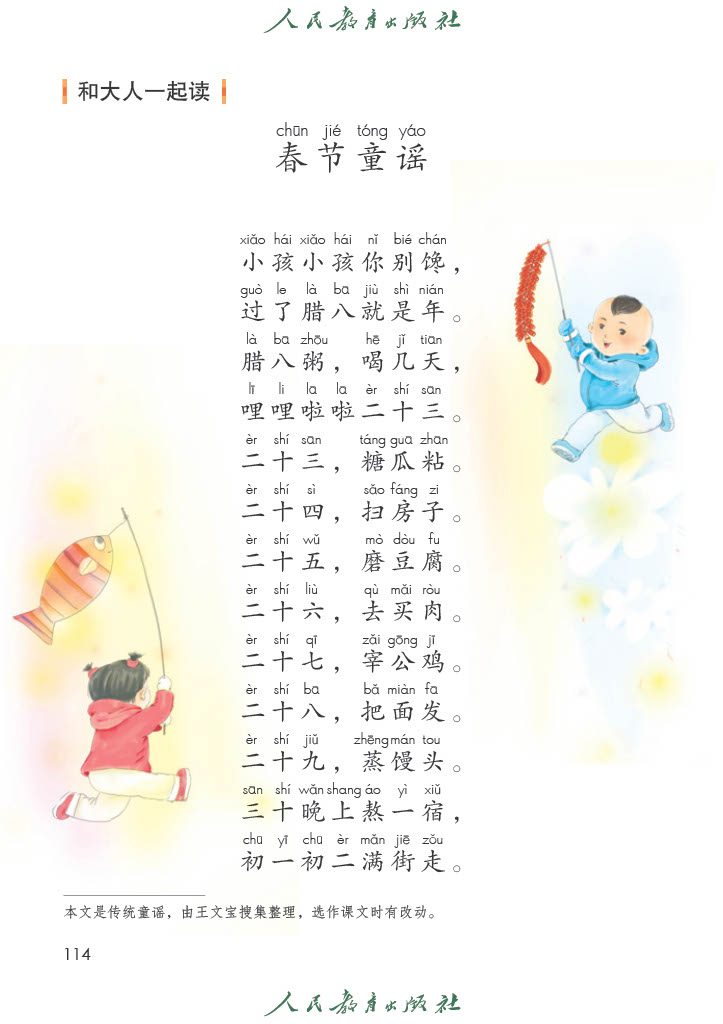 人民教育出版社
和大人一起读
chūn jié tóng yáo
春节童谣
xiǎo hái xiǎo hái nǐ bié chán
小孩小孩你别馋，
guò le là bā jiù shì nián
过了腊八就是年。
là bā zhōu hē jǐ tiān
腊八粥，喝几天，
lī li lā lā èr shí sān
哩哩啦啦二十三。
èr shí sān táng guā zhān
二十三，糖瓜粘。
èr shí sì sǎo fáng zi
二十四，扫房子。
èr shí wǔ mò dòu fu
二十五，磨豆腐。
èr shí liù qù mǎi ròu
二十六，去买肉。
èr shí qī zǎi gōng jī
二十七，宰公鸡。
èr shí bā bǎ miàn fā
二十八，把面发。
èr shí jiǔ zhēng mán tou
二十九，蒸馒头。
sān shí wǎn shang áo yì xiǔ
三十晚上熬一宿，
chū yī chū èr mǎn jiē zǒu
初一初二满街走。
本文是传统童谣，由王文宝搜集整理，选作课文时有改动。
114
人民教育出版社